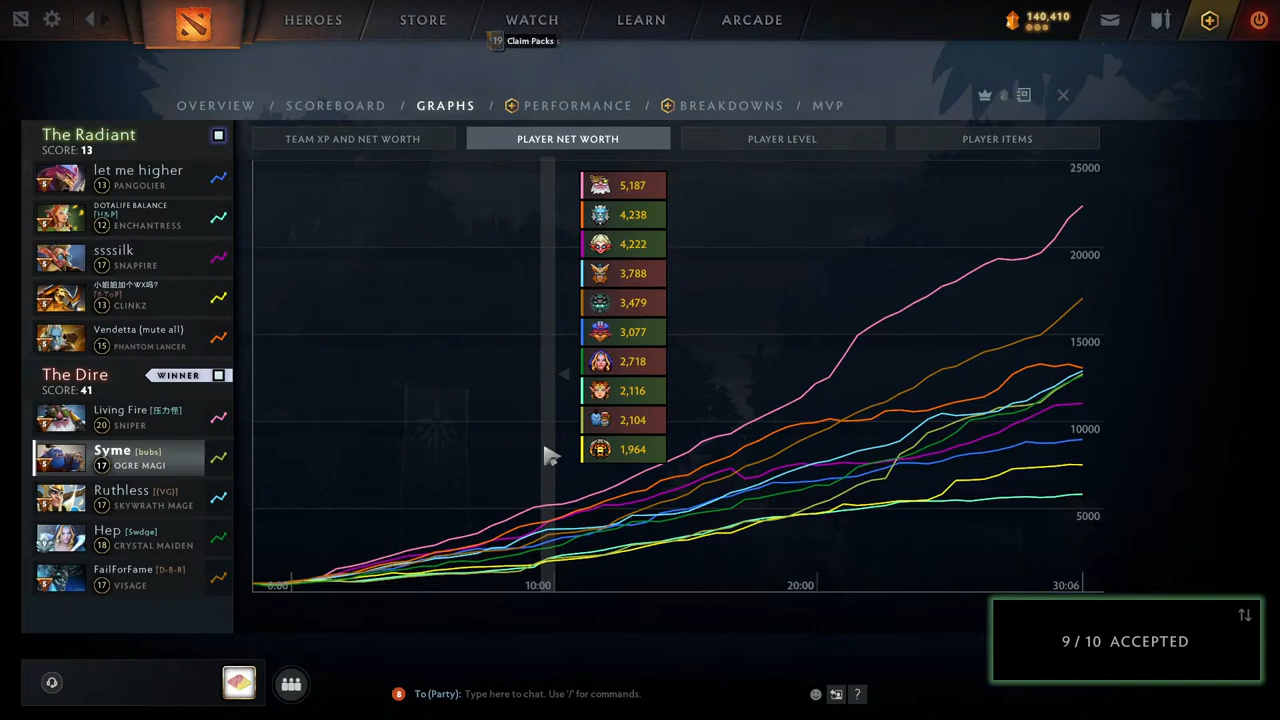 HEROES
STORE
WATCH
LEARN
ARCADE
140,410
19 Claim Packs
OVERVIEW / SCOREBOARD / GRAPHS / PERFORMANCE / BREAKDOWNS / MVP
The Radiant
SCORE: 13
let me higher
13 PANGOLIER
DOTALIFE BALANCE
[H&P]
12 ENCHANTRESS
ssssilk
17 SNAPFIRE
小姐姐加个WX吗?
13 CLINKZ
Vendetta (mute all)
15 PHANTOM LANCER
The Dire
WINNER
SCORE: 41
Living Fire [压力怪]
20 SNIPER
Syme [bubs]
17 OGRE MAGI
Ruthless [(VG)]
17 SKYWRATH MAGE
Hep [Swdge]
18 CRYSTAL MAIDEN
FailForFame [D-B-R]
17 VISAGE
TEAM XP AND NET WORTH
PLAYER NET WORTH
PLAYER LEVEL
PLAYER ITEMS
5,187
4,238
4,222
3,788
3,479
3,077
2,718
2,116
2,104
1,964
25000
20000
15000
10000
5000
0:00
10:00
20:00
30:06
9 / 10 ACCEPTED
8 To (Party): Type here to chat. Use '/' for commands.
?